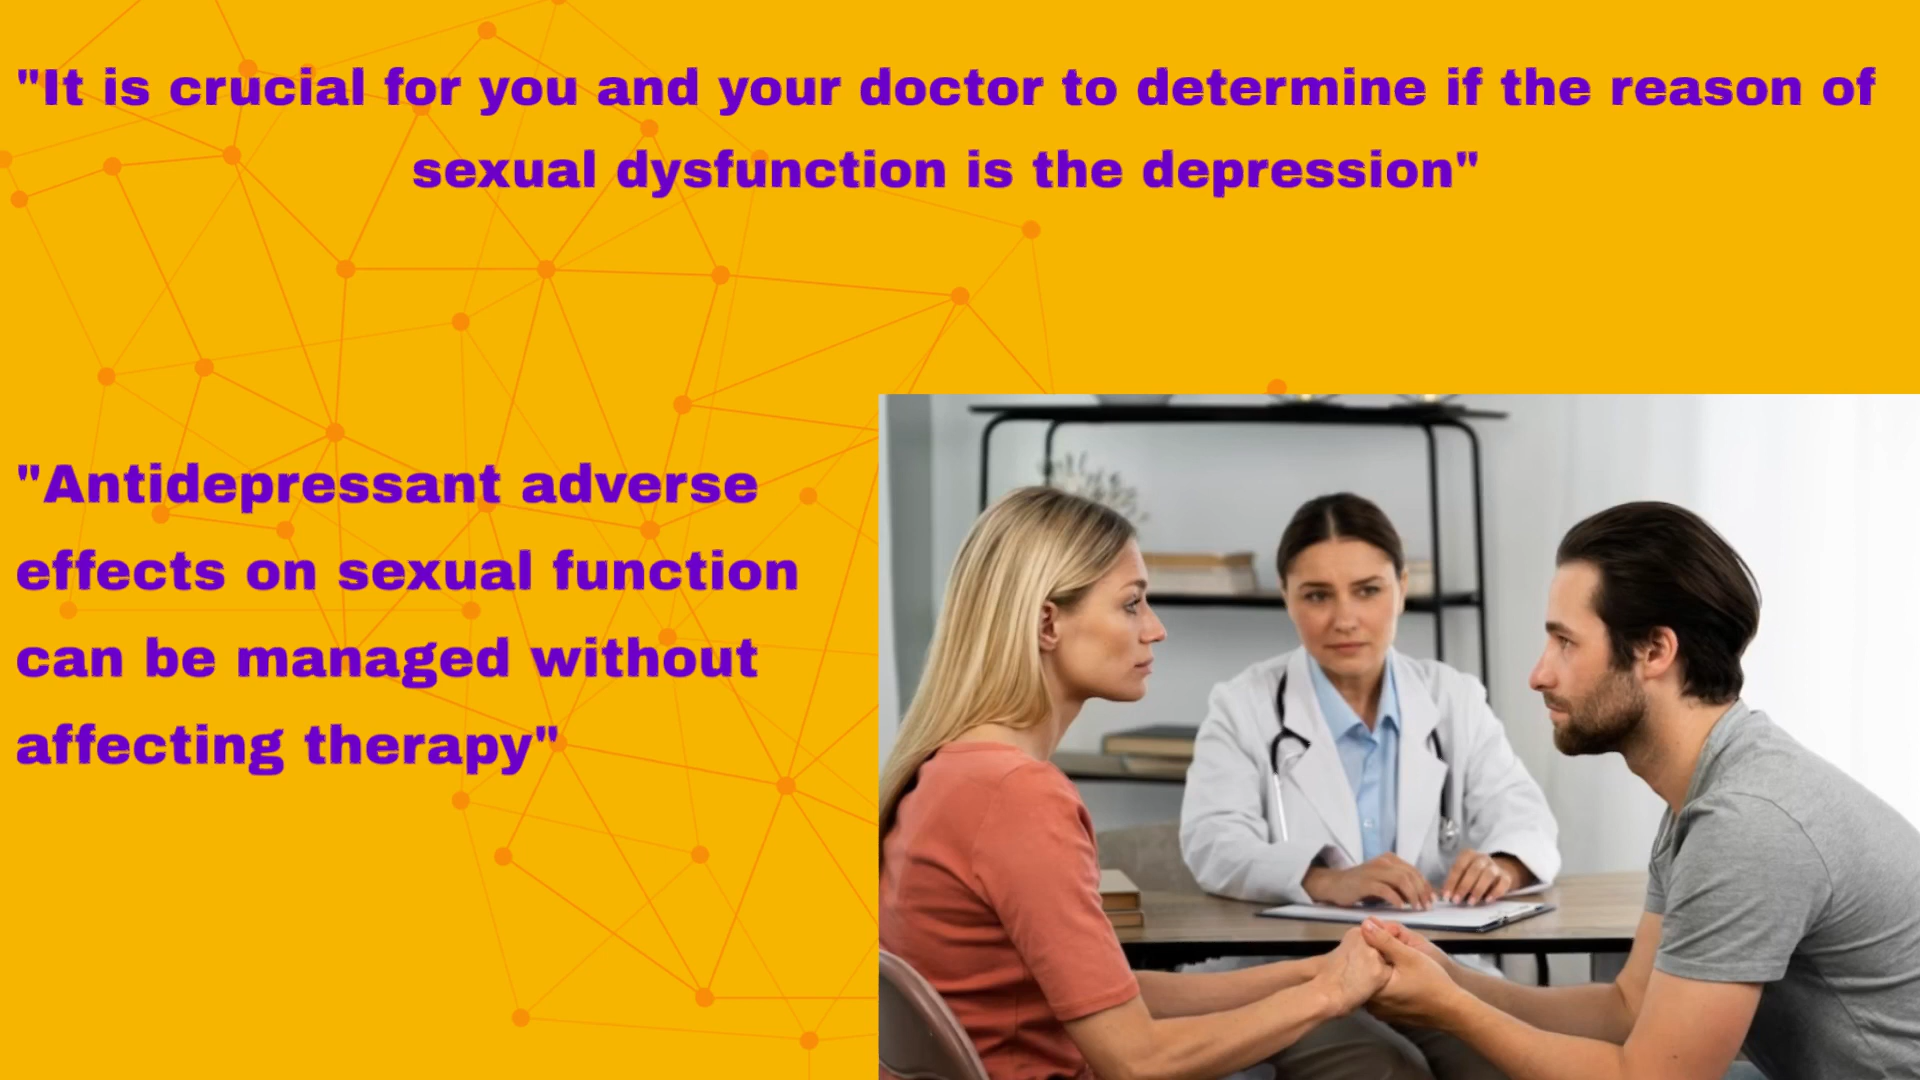 "It is crucial for you and your doctor to determine if the reason of
sexual dysfunction is the depression"
"Antidepressant adverse
effects on sexual function
can be managed without
affecting therapy"